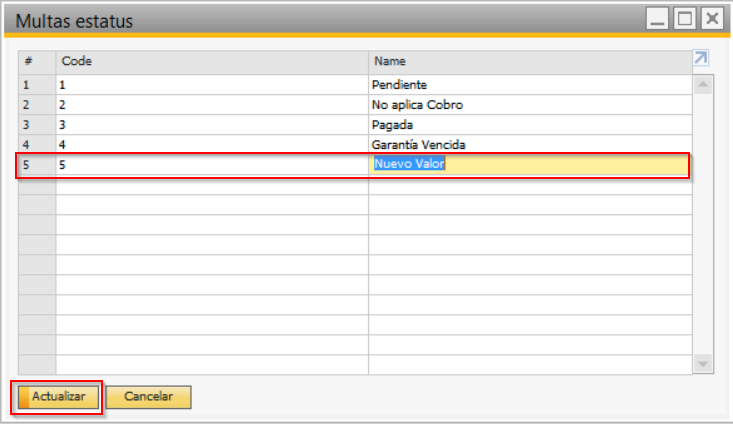 Multas estatus
# Code Name
1 1 Pendiente
2 2 No aplica Cobro
3 3 Pagada
4 4 Garantía Vencida
5 5 Nuevo Valor
Actualizar Cancelar